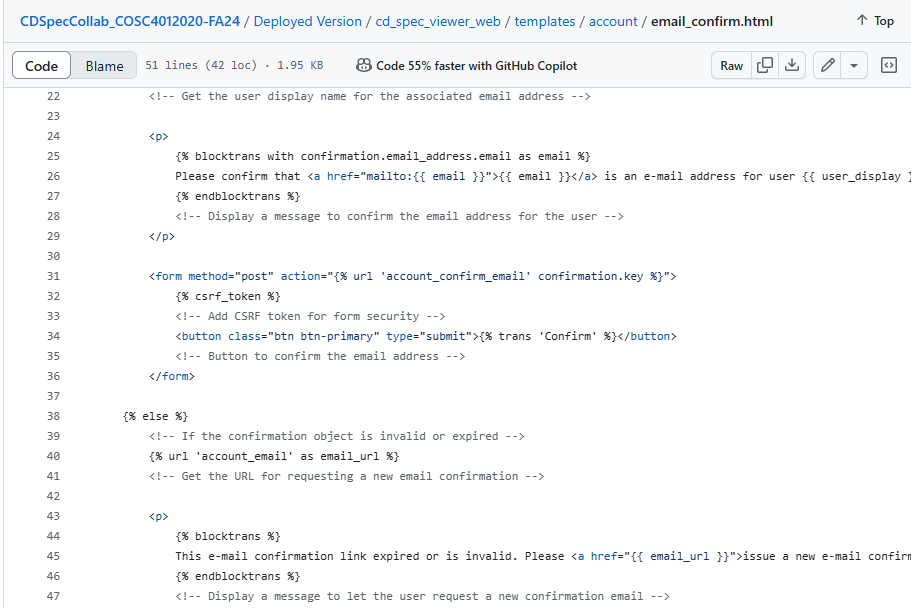 CDSpecCollab_COSC4012020-FA24 / Deployed Version / cd_spec_viewer_web / templates / account / email_confirm.html Top
Code Blame 51 lines (42 loc) · 1.95 KB Code 55% faster with GitHub Copilot Raw
22 <!-- Get the user display name for the associated email address -->
23
24 <p>
25 {% blocktrans with confirmation.email_address.email as email %}
26 Please confirm that <a href="mailto:{{ email }}">{{ email }}</a> is an e-mail address for user {{ user_display }
27 {% endblocktrans %}
28 <!-- Display a message to confirm the email address for the user -->
29 </p>
30
31 <form method="post" action="{% url 'account_confirm_email' confirmation.key %}">
32 {% csrf_token %}
33 <!-- Add CSRF token for form security -->
34 <button class="btn btn-primary" type="submit">{% trans 'Confirm' %}</button>
35 <!-- Button to confirm the email address -->
36 </form>
37
38 {% else %}
39 <!-- If the confirmation object is invalid or expired -->
40 {% url 'account_email' as email_url %}
41 <!-- Get the URL for requesting a new email confirmation -->
42
43 <p>
44 {% blocktrans %}
45 This e-mail confirmation link expired or is invalid. Please <a href="{{ email_url }}">issue a new e-mail confirm
46 {% endblocktrans %}
47 <!-- Display a message to let the user request a new confirmation email -->